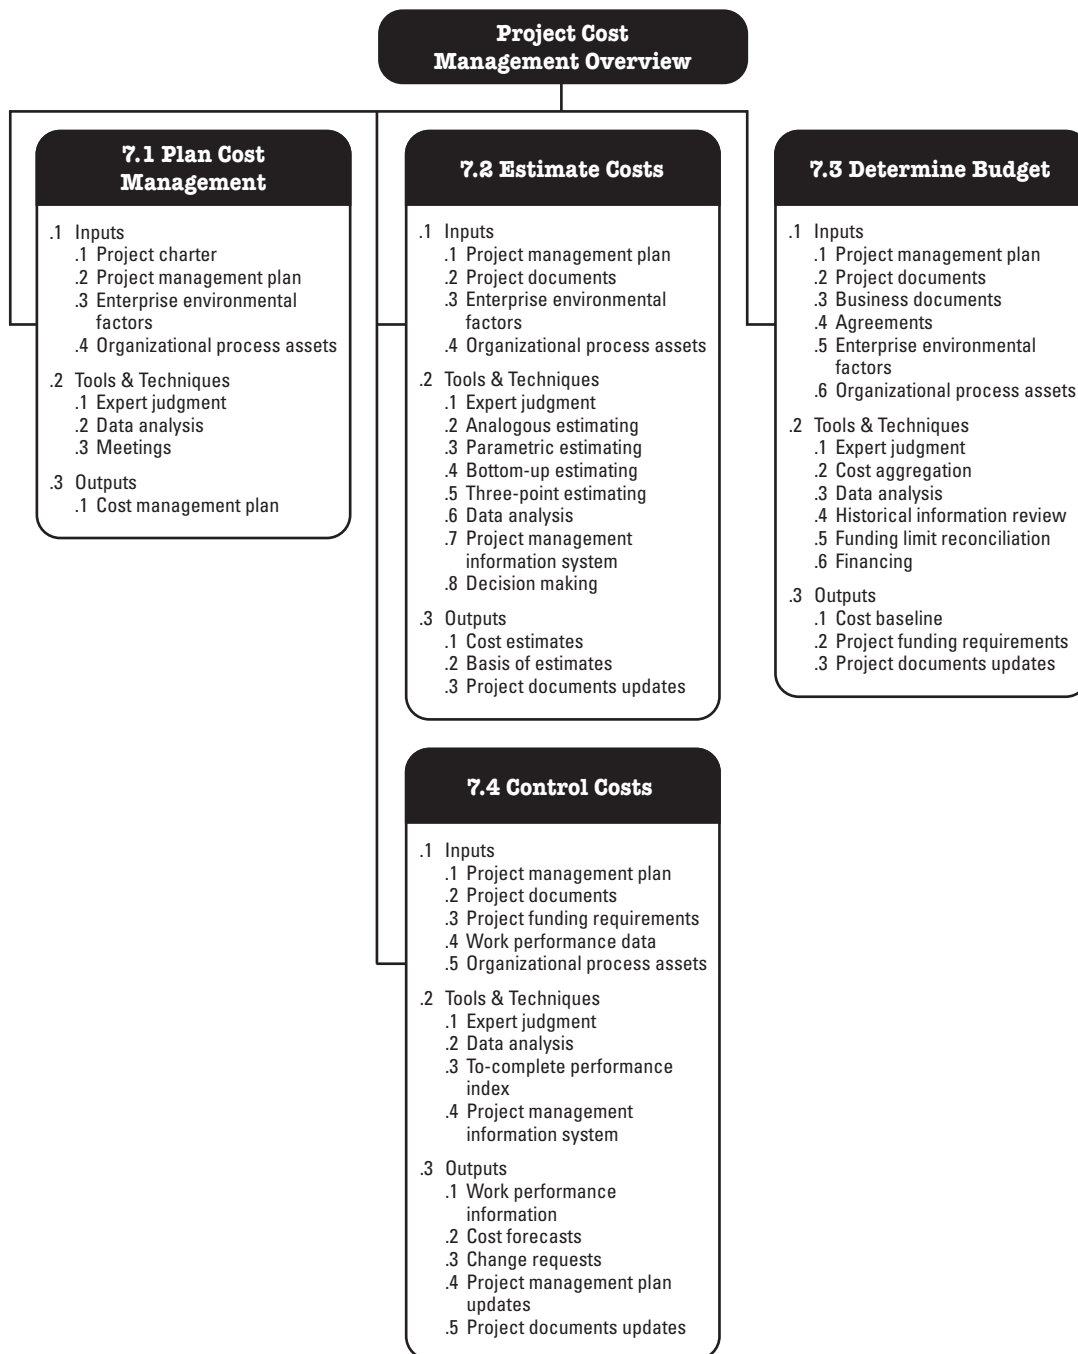 Project Cost
Management Overview
7.1 Plan Cost
Management
.1 Inputs
.1 Project charter
.2 Project management plan
.3 Enterprise environmental
factors
.4 Organizational process assets
.2 Tools & Techniques
.1 Expert judgment
.2 Data analysis
.3 Meetings
.3 Outputs
.1 Cost management plan
7.2 Estimate Costs
.1 Inputs
.1 Project management plan
.2 Project documents
.3 Enterprise environmental
factors
.4 Organizational process assets
.2 Tools & Techniques
.1 Expert judgment
.2 Analogous estimating
.3 Parametric estimating
.4 Bottom-up estimating
.5 Three-point estimating
.6 Data analysis
.7 Project management
information system
.8 Decision making
.3 Outputs
.1 Cost estimates
.2 Basis of estimates
.3 Project documents updates
7.3 Determine Budget
.1 Inputs
.1 Project management plan
.2 Project documents
.3 Business documents
.4 Agreements
.5 Enterprise environmental
factors
.6 Organizational process assets
.2 Tools & Techniques
.1 Expert judgment
.2 Cost aggregation
.3 Data analysis
.4 Historical information review
.5 Funding limit reconciliation
.6 Financing
.3 Outputs
.1 Cost baseline
.2 Project funding requirements
.3 Project documents updates
7.4 Control Costs
.1 Inputs
.1 Project management plan
.2 Project documents
.3 Project funding requirements
.4 Work performance data
.5 Organizational process assets
.2 Tools & Techniques
.1 Expert judgment
.2 Data analysis
.3 To-complete performance
index
.4 Project management
information system
.3 Outputs
.1 Work performance
information
.2 Cost forecasts
.3 Change requests
.4 Project management plan
updates
.5 Project documents updates